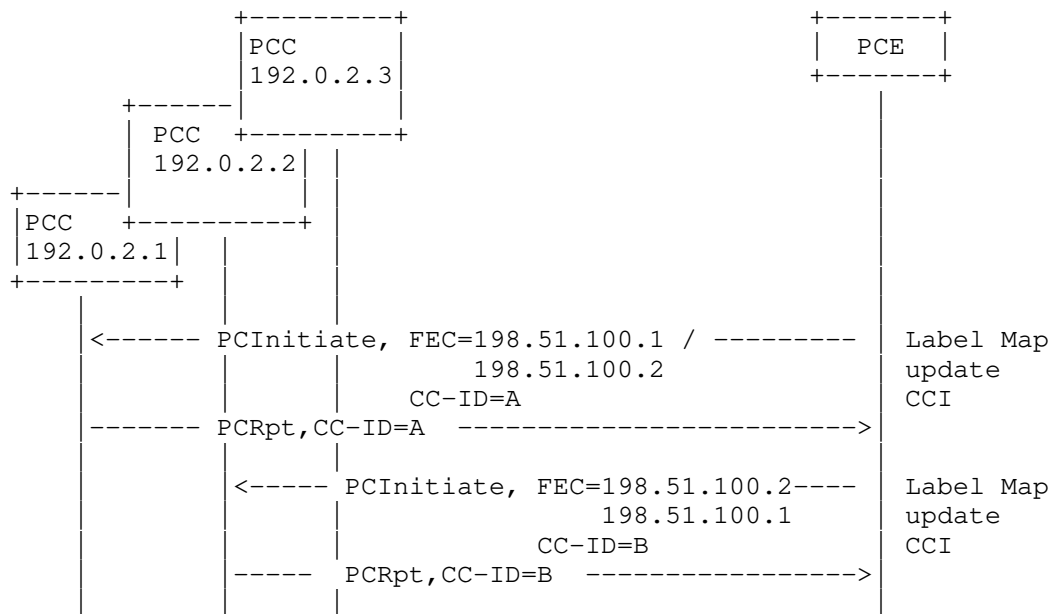 PCC
192.0.2.3
PCE
PCC
192.0.2.2
PCC
192.0.2.1
<------ PCInitiate, FEC=198.51.100.1 / --------- Label Map
198.51.100.2 update
CC-ID=A CCI
------- PCRpt,CC-ID=A ------------------------->
<----- PCInitiate, FEC=198.51.100.2---- Label Map
198.51.100.1 update
CC-ID=B CCI
----- PCRpt,CC-ID=B ----------------->